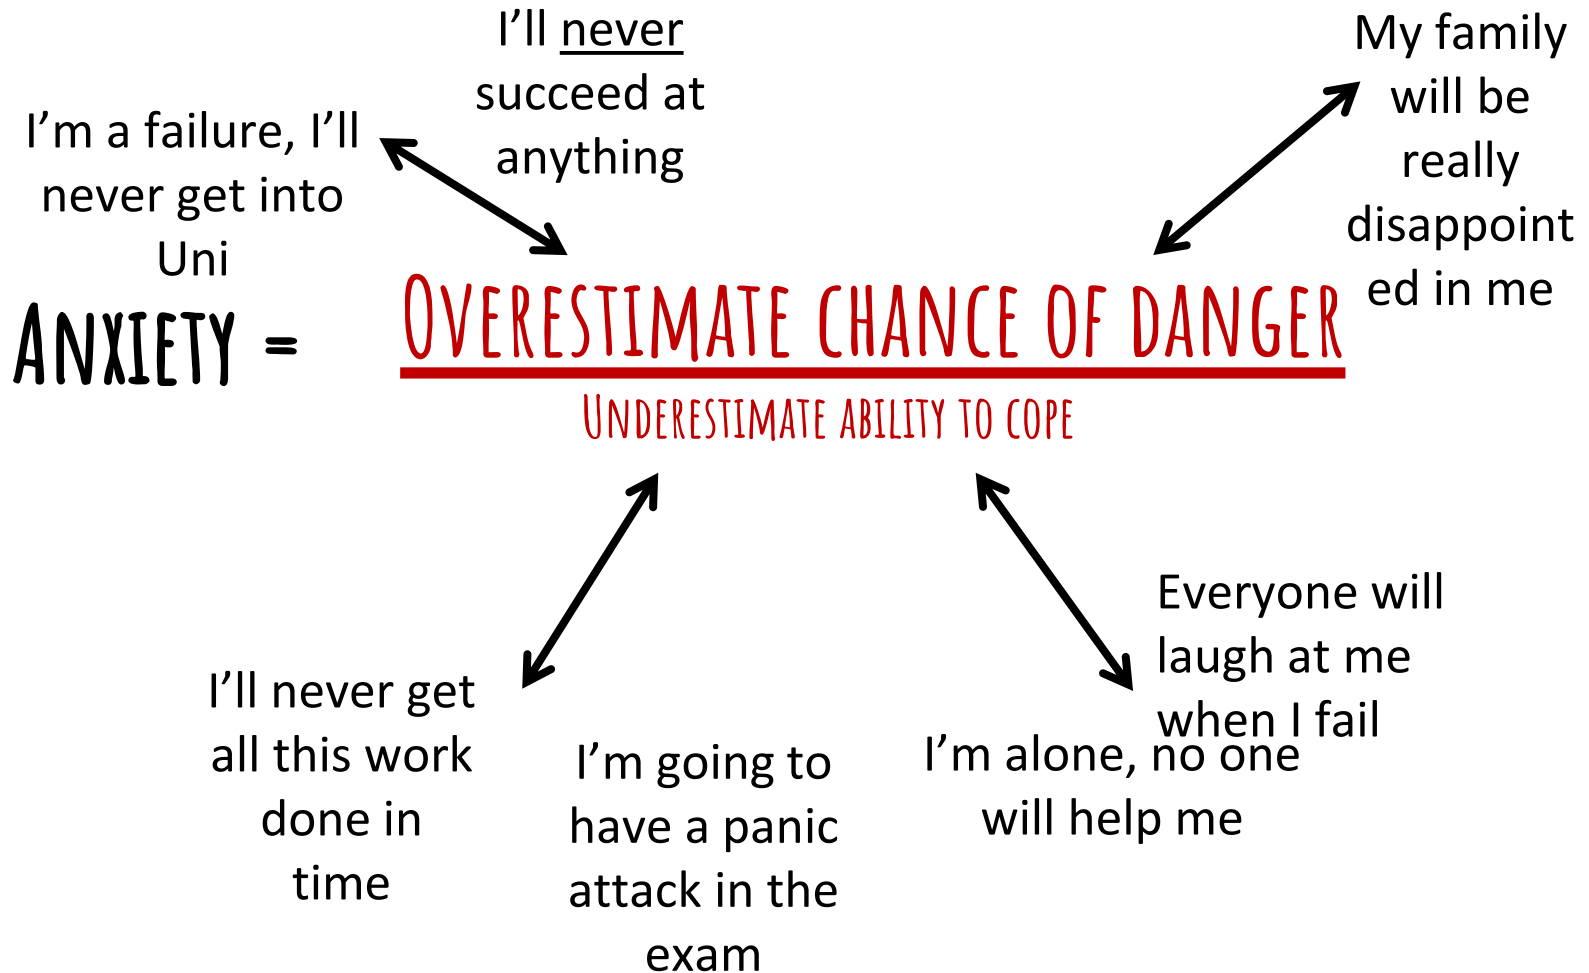 I’ll never
succeed at
anything
My family
will be
really
disappoint
ed in me
I’m a failure, I’ll
never get into
Uni
Anxiety =
Overestimate chance of danger
Underestimate ability to cope
I’ll never get
all this work
done in
time
I’m going to
have a panic
attack in the
exam
Everyone will
laugh at me
when I fail
I’m alone, no one
will help me